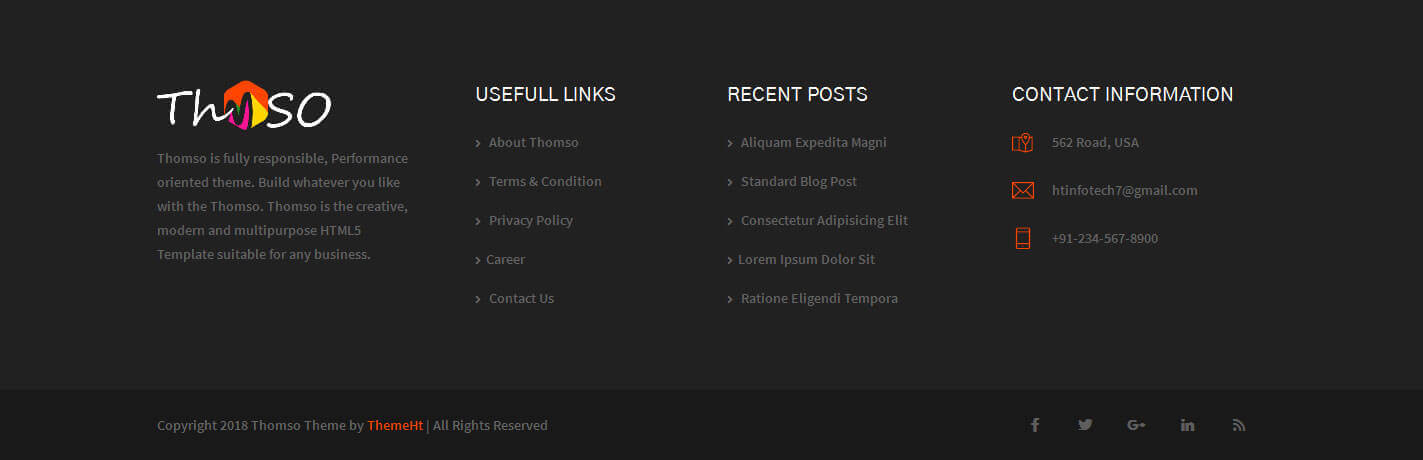 Thomso
Thomso is fully responsible, Performance
oriented theme. Build whatever you like
with the Thomso. Thomso is the creative,
modern and multipurpose HTML5
Template suitable for any business.
USEFULL LINKS
About Thomso
Terms & Condition
Privacy Policy
Career
Contact Us
RECENT POSTS
Aliquam Expedita Magni
Standard Blog Post
Consectetur Adipisicing Elit
Lorem Ipsum Dolor Sit
Ratione Eligendi Tempora
CONTACT INFORMATION
562 Road, USA
htinfotech7@gmail.com
+91-234-567-8900
Copyright 2018 Thomso Theme by ThemeHt | All Rights Reserved